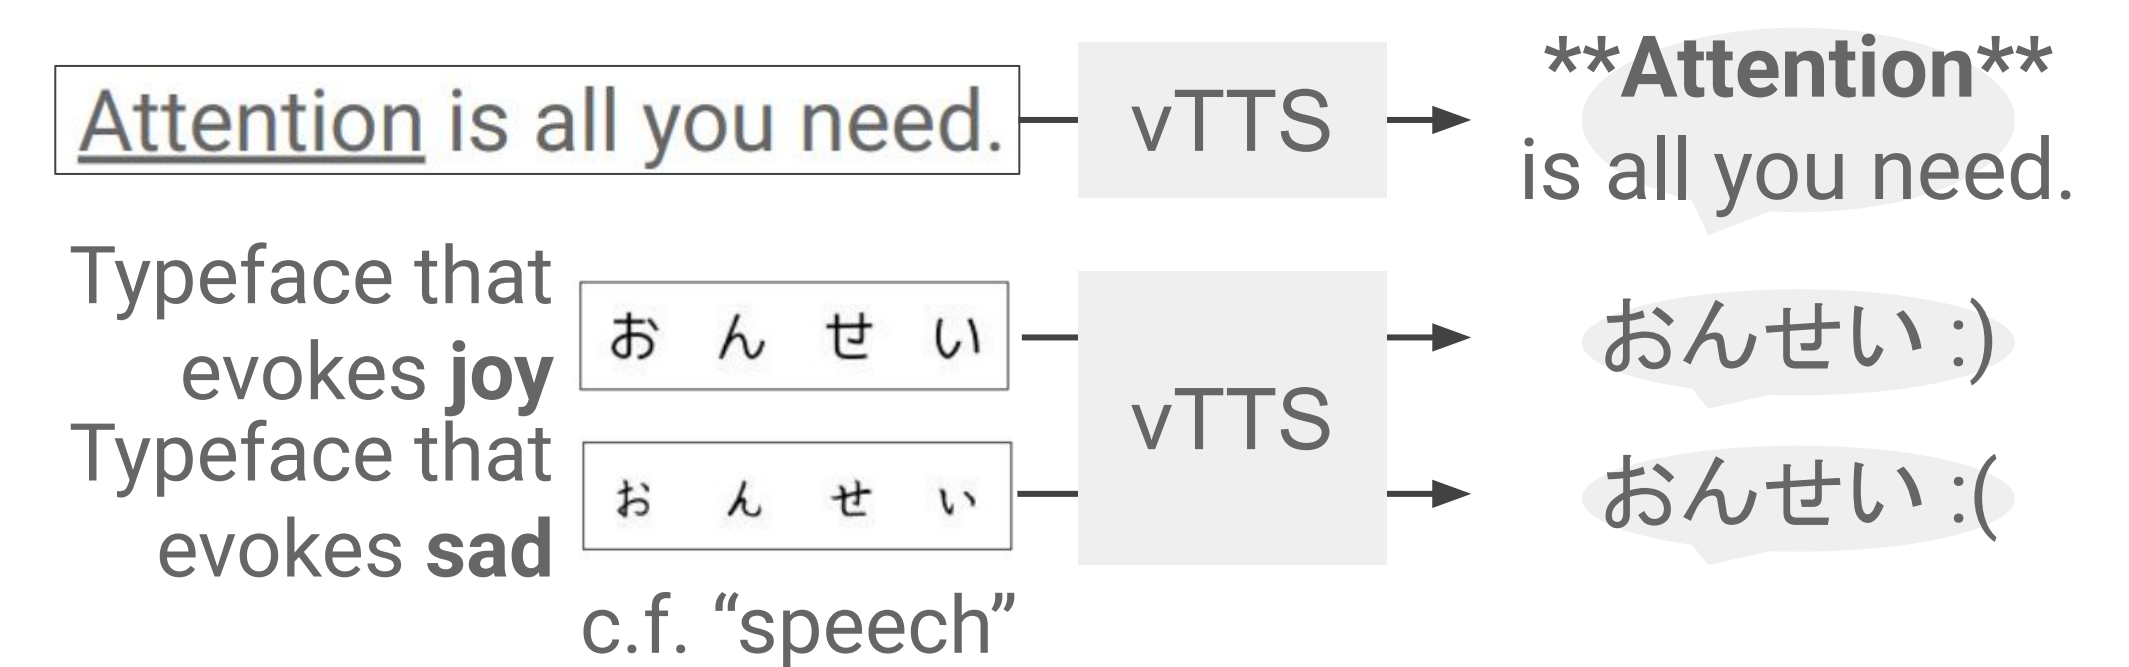 Attention is all you need.
vTTS
**Attention**
is all you need.
Typeface that
evokes joy
おんせい
おんせい :)
Typeface that
evokes sad
おんせい
vTTS
おんせい :(
c.f. “speech”